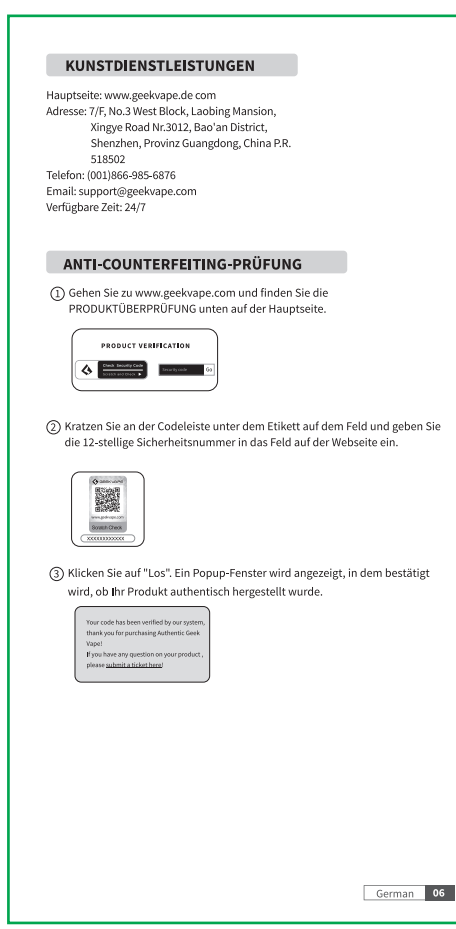 KUNSTDIENSTLEISTUNGEN
Hauptseite: www.geekvape.de com
Adresse: 7/F, No.3 West Block, Laobing Mansion,
Xingye Road Nr.3012, Bao'an District,
Shenzhen, Provinz Guangdong, China P.R.
518502
Telefon: (001)866-985-6876
Email: support@geekvape.com
Verfügbare Zeit: 24/7
ANTI-COUNTERFEITING-PRÜFUNG
① Gehen Sie zu www.geekvape.com und finden Sie die
PRODUKTÜBERPRÜFUNG unten auf der Hauptseite.
PRODUCT VERIFICATION
Check Security Code
Scratch and Check
Security code Go
② Kratzen Sie an der Codeleiste unter dem Etikett auf dem Feld und geben Sie
die 12-stellige Sicherheitsnummer in das Feld auf der Webseite ein.
GEEKVAPE
www.geekvape.com
Scratch Check
XXXXXXXXXXXX
③ Klicken Sie auf "Los". Ein Popup-Fenster wird angezeigt, in dem bestätigt
wird, ob Ihr Produkt authentisch hergestellt wurde.
Your code has been verified by our system,
thank you for purchasing Authentic Geek
Vape!
If you have any question on your product ,
please submit a ticket here!
German 06